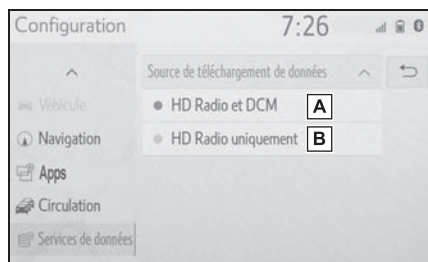 Configuration 7:26
Source de téléchargement de données
HD Radio et DCM A
Véhicule
Navigation
HD Radio uniquement B
Apps
Circulation
Services de données